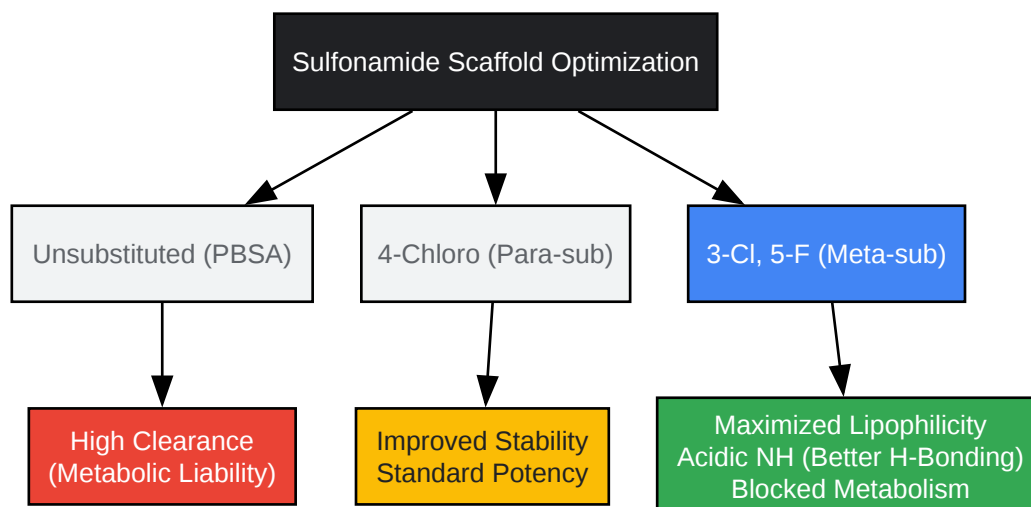 Sulfonamide Scaffold Optimization
Unsubstituted (PBSA)
4-Chloro (Para-sub)
3-Cl, 5-F (Meta-sub)
High Clearance
(Metabolic Liability)
Improved Stability
Standard Potency
Maximized Lipophilicity
Acidic NH (Better H-Bonding)
Blocked Metabolism